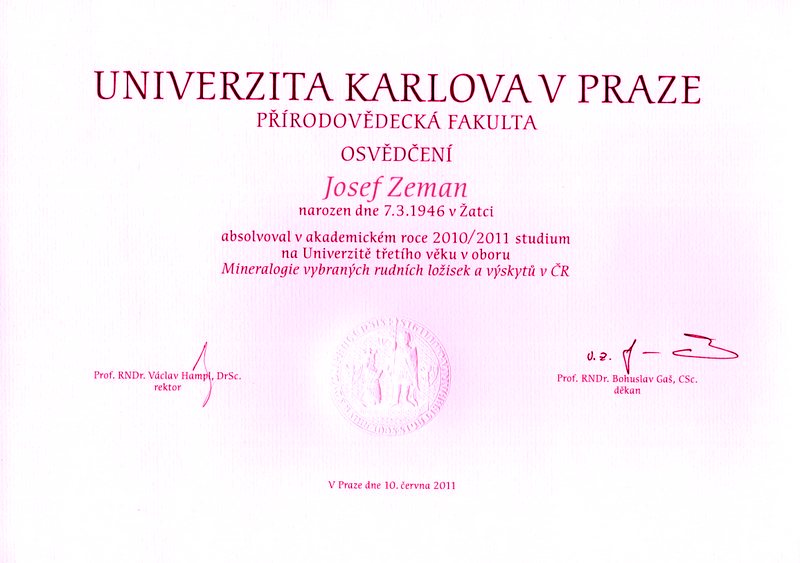 UNIVERZITA KARLOVA V PRAZE
PŘÍRODOVĚDECKÁ FAKULTA
OSVĚDČENÍ
Josef Zeman
narozen dne 7.3.1946 v Žatci
absolvoval v akademickém roce 2010/2011 studium
na Univerzitě třetího věku v oboru
Mineralogie vybraných rudních ložisek a výskytů v ČR
v.z.
Prof. RNDr. Václav Hampl, DrSc.
rektor
Prof. RNDr. Bohuslav Gaš, CSc.
děkan
V Praze dne 10. června 2011